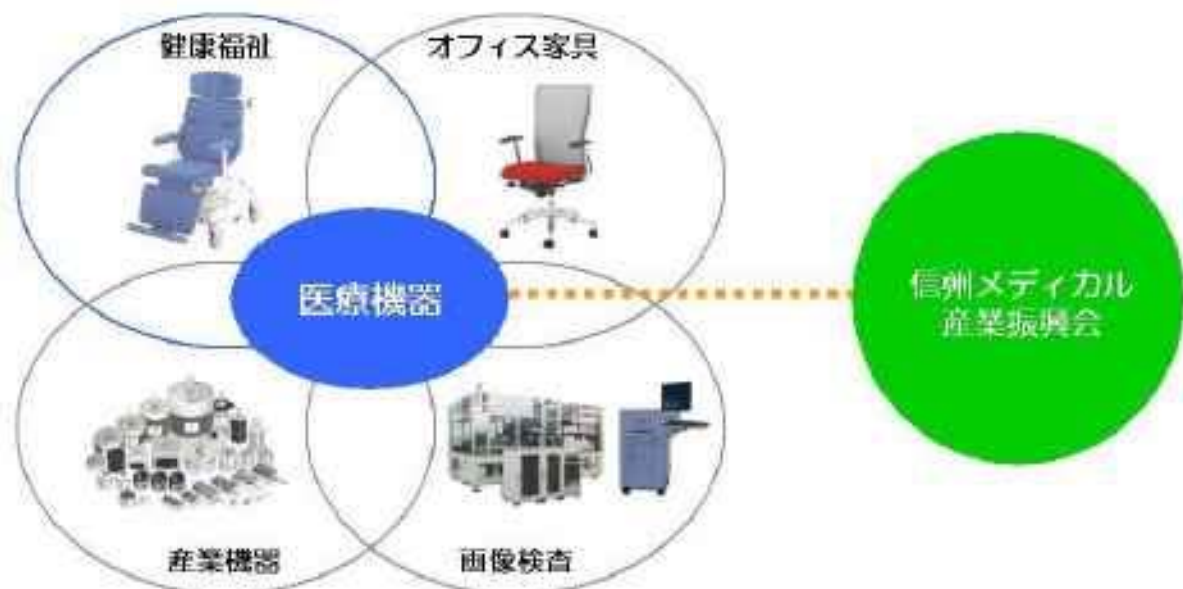 健康福祉
オフィス家具
医療機器
信州メディカル
産業振興会
産業機器
画像検査